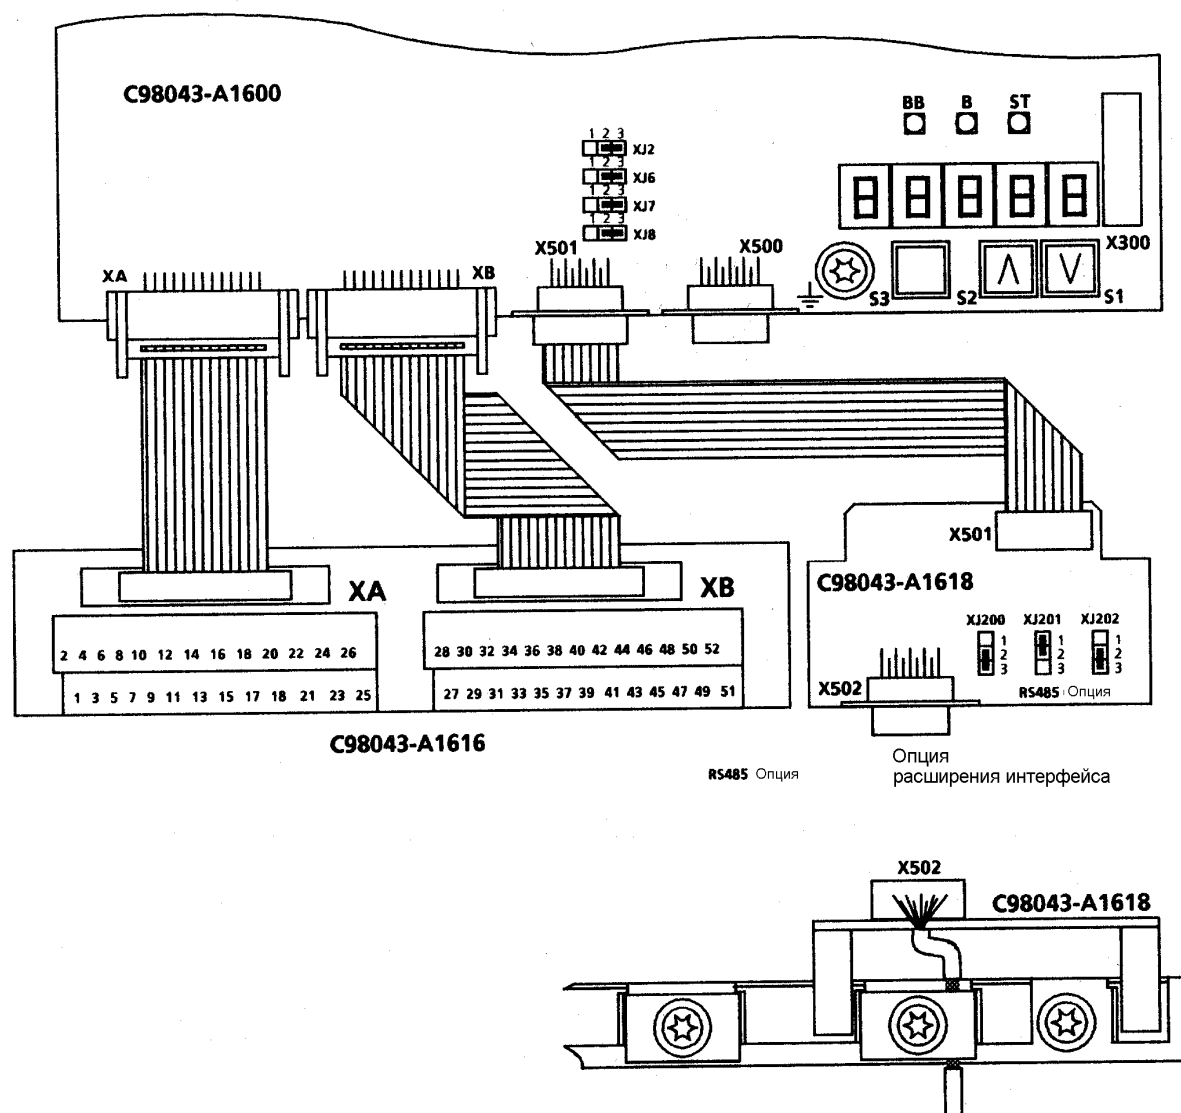 C98043-A1600
BB B ST
1 2 3
XJ2
1 2 3
XJ6
1 2 3
XJ7
1 2 3
XJ8
X300
XA
XB
X501
X500
S3
S2
S1
X501
C98043-A1618
XA
XB
XJ200 XJ201 XJ202
1 1 1
2 2 2
3 3 3
2 4 6 8 10 12 14 16 18 20 22 24 26
28 30 32 34 36 38 40 42 44 46 48 50 52
1 3 5 7 9 11 13 15 17 18 21 23 25
27 29 31 33 35 37 39 41 43 45 47 49 51
X502
RS485 Опция
C98043-A1616
RS485 Опция
Опция
расширения интерфейса
X502
C98043-A1618